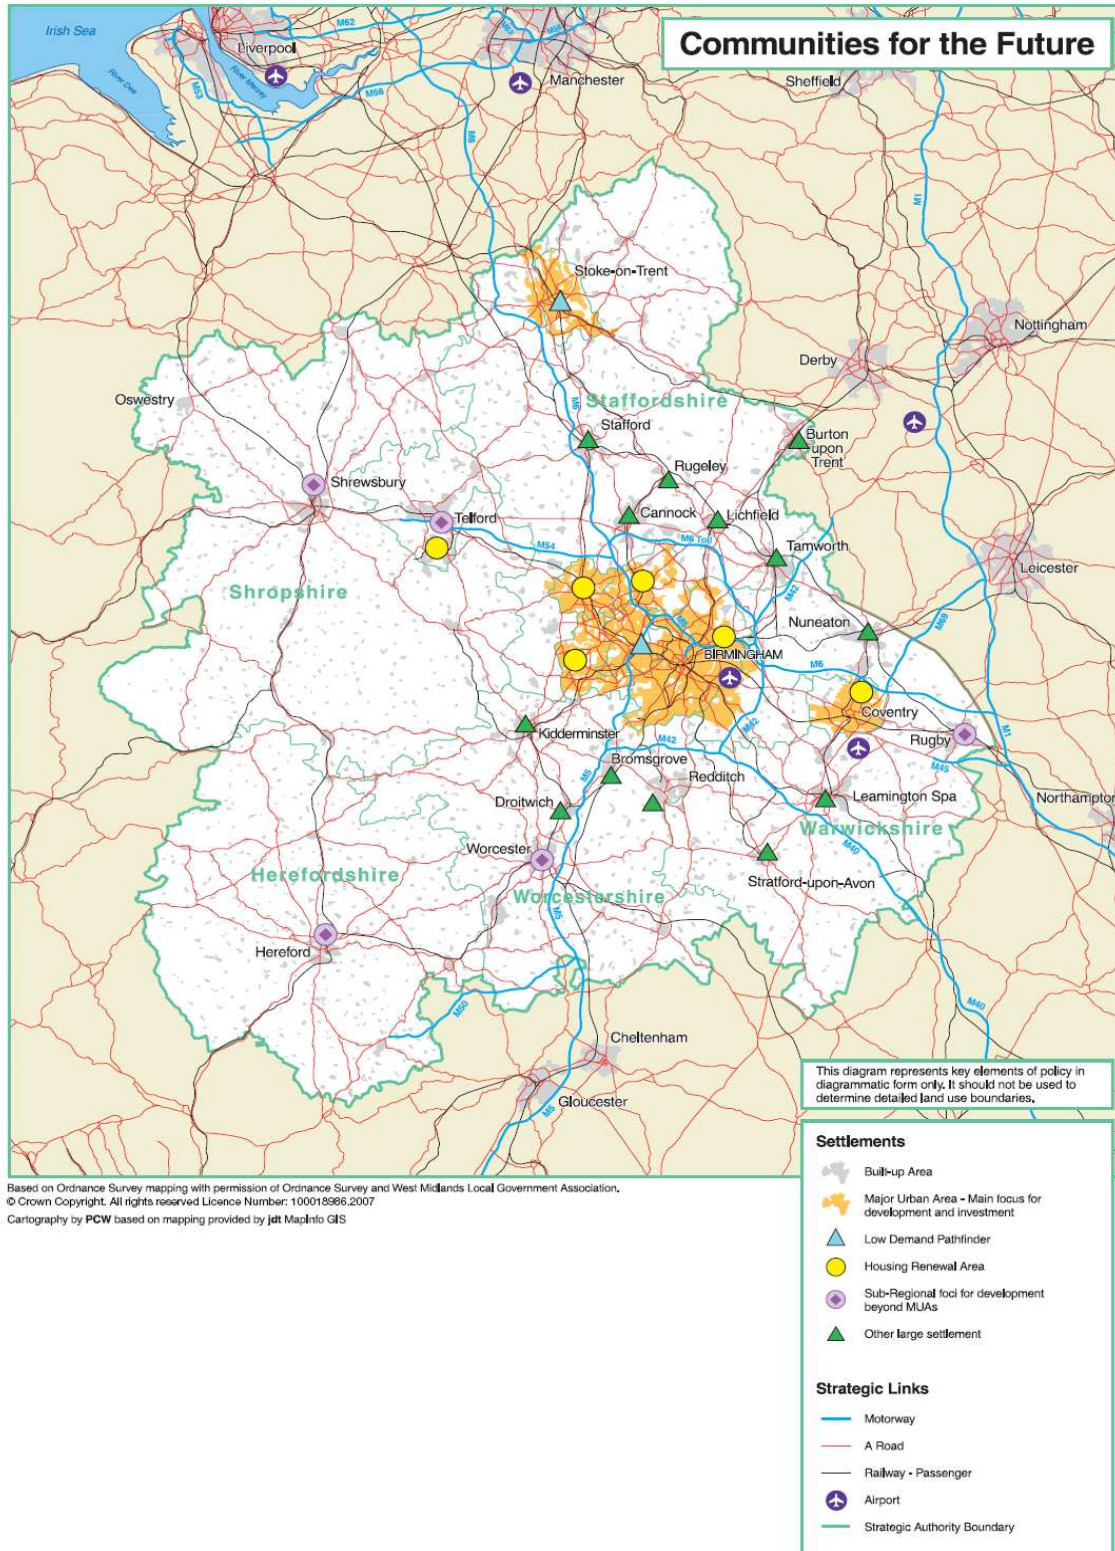 Communities for the Future
Irish Sea
Liverpool
River Dee
River Mersey
M62
M62
M56
M53
M56
M6
Manchester
Sheffield
M1
Stoke-on-Trent
Nottingham
Derby
Oswestry
Staffordshire
M6
Stafford
Burton
upon
Trent
Rugeley
Shrewsbury
Telford
Cannock
Lichfield
M6 Toll
M54
Tamworth
Leicester
Shropshire
M42
M69
Nuneaton
M6
BIRMINGHAM
M6
Coventry
Kidderminster
M42
M42
Rugby
M1
M45
Bromsgrove
M5
Redditch
Droitwich
Leamington Spa
Northampton
Worcester
Warwickshire
M40
Herefordshire
Stratford-upon-Avon
Worcestershire
M5
Hereford
M50
M40
Cheltenham
Gloucester
M5
This diagram represents key elements of policy in
diagrammatic form only. It should not be used to
determine detailed land use boundaries.
Settlements
Built-up Area
Major Urban Area - Main focus for
development and investment
Low Demand Pathfinder
Housing Renewal Area
Sub-Regional foci for development
beyond MUAs
Other large settlement
Strategic Links
Motorway
A Road
Railway - Passenger
Airport
Strategic Authority Boundary
Based on Ordnance Survey mapping with permission of Ordnance Survey and West Midlands Local Government Association.
© Crown Copyright. All rights reserved Licence Number: 100018986.2007
Cartography by PCW based on mapping provided by jdt MapInfo GIS